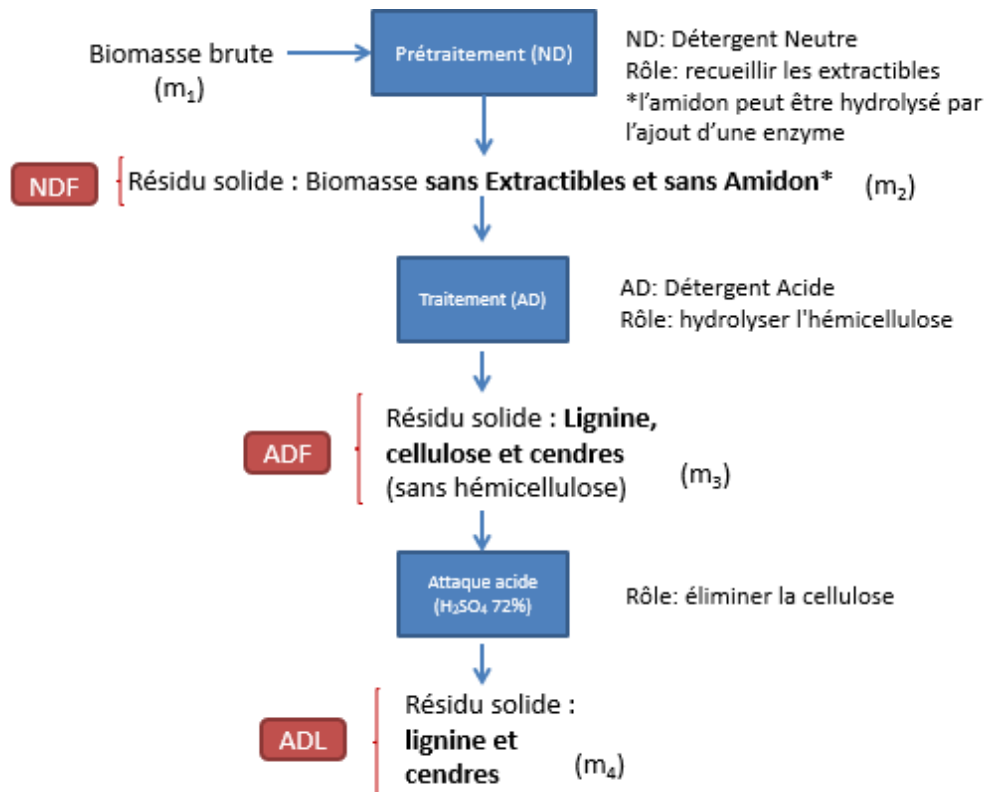 Biomasse brute
(m₁)
Prétraitement (ND)
ND: Détergent Neutre
Rôle: recueillir les extractibles
*l'amidon peut être hydrolysé par
l'ajout d'une enzyme
NDF
Résidu solide : Biomasse sans Extractibles et sans Amidon* (m₂)
Traitement (AD)
AD: Détergent Acide
Rôle: hydrolyser l'hémicellulose
ADF
Résidu solide : Lignine,
cellulose et cendres
(sans hémicellulose)
(m₃)
Attaque acide
(H₂SO₄ 72%)
Rôle: éliminer la cellulose
ADL
Résidu solide :
lignine et
cendres
(m₄)